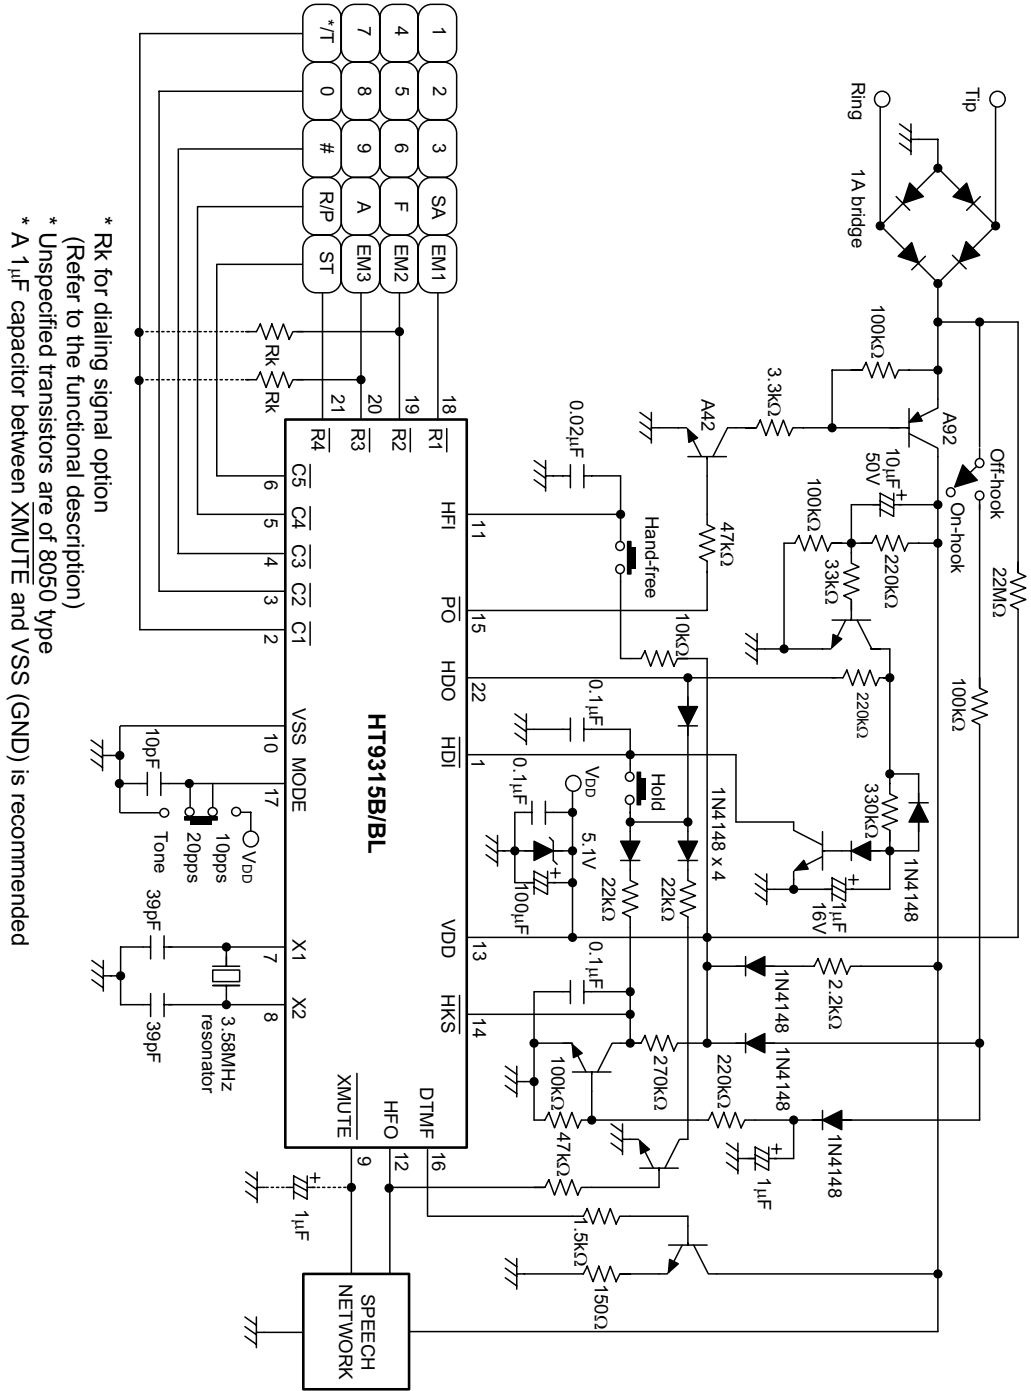 Tip
Ring
1A bridge
100kΩ
3.3kΩ
A42
A92
Off-hook
On-hook
22MΩ
100kΩ
10µF
50V
+
100kΩ
220kΩ
33kΩ
47kΩ
220kΩ
330kΩ
1N4148
1µF
16V
+
0.02µF
Hand-free
10kΩ
0.1µF
Hold
1N4148 x 4
22kΩ
22kΩ
VDD
0.1µF
5.1V
100µF
+
0.1µF
2.2kΩ
1N4148
1N4148
1N4148
270kΩ
220kΩ
100kΩ
47kΩ
1µF
+
1.5kΩ
150Ω
1 2 3 SA EM1
4 5 6 F EM2
7 8 9 A EM3
*/T 0 # R/P ST
Rk
Rk
18 R1
19 R2
20 R3
21 R4
HFI 11
PO 15
HDO 22
HDI 1
VDD 13
HKS 14
HT9315B/BL
C5 6
C4 5
C3 4
C2 3
C1 2
VSS 10
MODE 17
X1 7
X2 8
DTMF 16
HFO 12
XMUTE 9
10pF
VDD
10pps
20pps
Tone
39pF
39pF
3.58MHz
resonator
1µF
+
SPEECH
NETWORK
* Rk for dialing signal option
(Refer to the functional description)
* Unspecified transistors are of 8050 type
* A 1µF capacitor between XMUTE and VSS (GND) is recommended